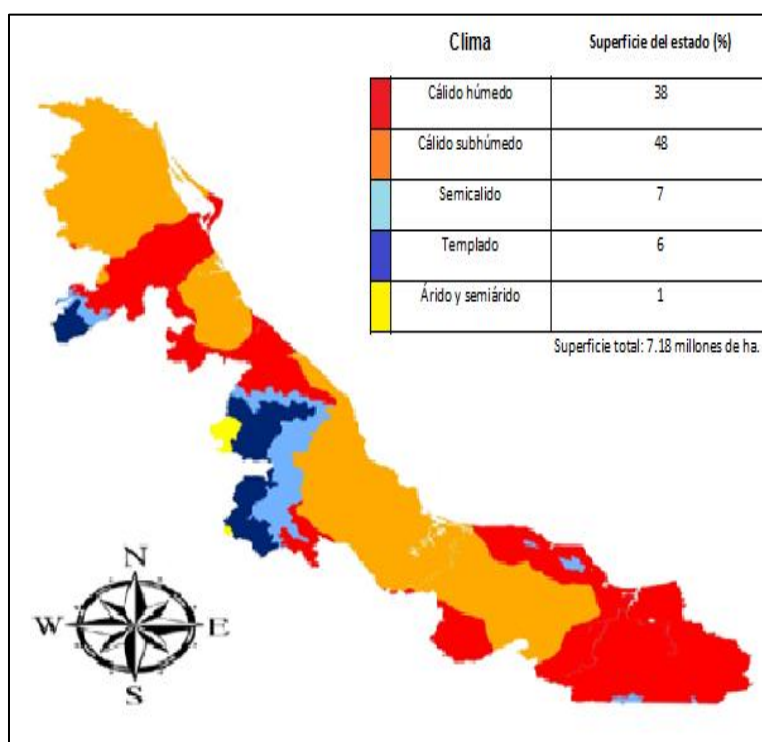 Clima Superficie del estado (%)
Cálido húmedo 38
Cálido subhúmedo 48
Semicalido 7
Templado 6
Árido y semiárido 1
Superficie total: 7.18 millones de ha.
N
W E
S